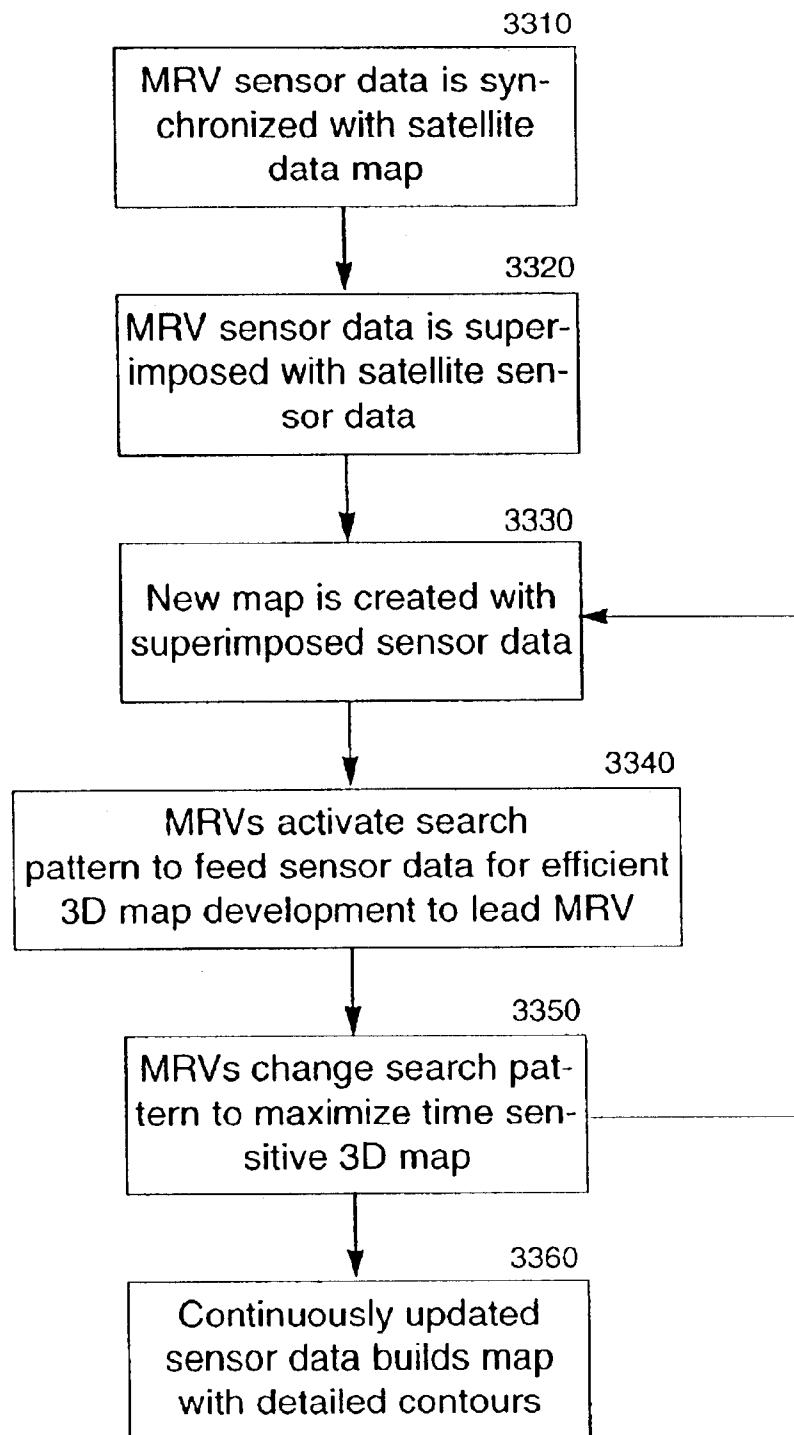 3310
MRV sensor data is syn-
chronized with satellite
data map
3320
MRV sensor data is super-
imposed with satellite sen-
sor data
3330
New map is created with
superimposed sensor data
3340
MRVs activate search
pattern to feed sensor data for efficient
3D map development to lead MRV
3350
MRVs change search pat-
tern to maximize time sen-
sitive 3D map
3360
Continuously updated
sensor data builds map
with detailed contours